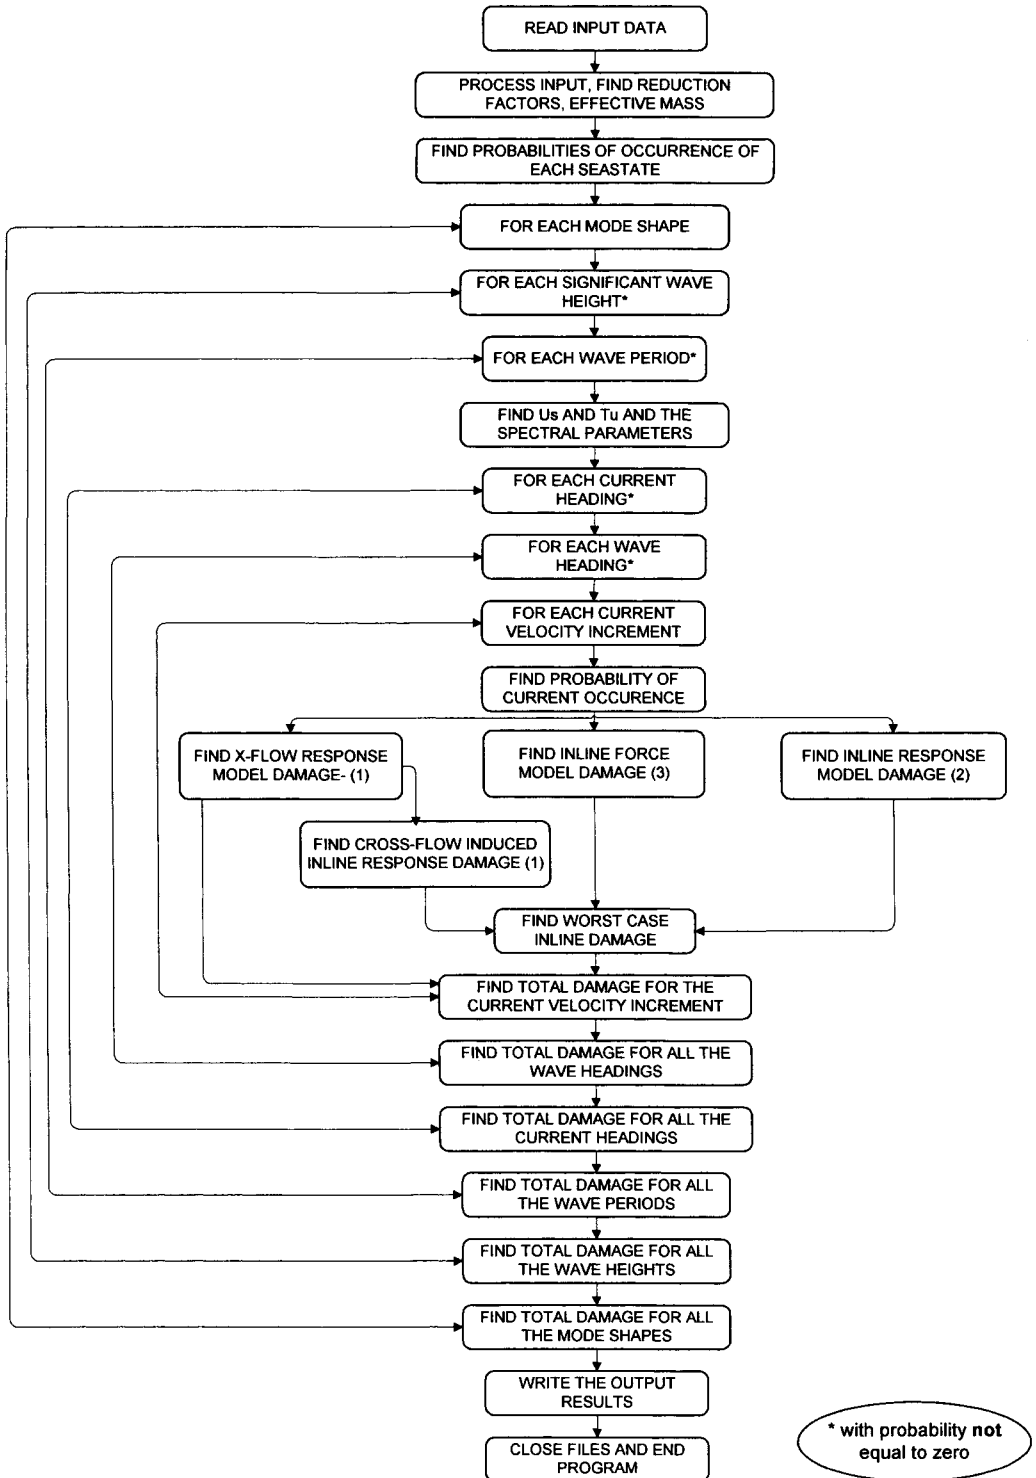 READ INPUT DATA
PROCESS INPUT, FIND REDUCTION
FACTORS, EFFECTIVE MASS
FIND PROBABILITIES OF OCCURRENCE OF
EACH SEASTATE
FOR EACH MODE SHAPE
FOR EACH SIGNIFICANT WAVE
HEIGHT*
FOR EACH WAVE PERIOD*
FIND Us AND Tu AND THE
SPECTRAL PARAMETERS
FOR EACH CURRENT
HEADING*
FOR EACH WAVE
HEADING*
FOR EACH CURRENT
VELOCITY INCREMENT
FIND PROBABILITY OF
CURRENT OCCURENCE
FIND X-FLOW RESPONSE
MODEL DAMAGE- (1)
FIND INLINE FORCE
MODEL DAMAGE (3)
FIND INLINE RESPONSE
MODEL DAMAGE (2)
FIND CROSS-FLOW INDUCED
INLINE RESPONSE DAMAGE (1)
FIND WORST CASE
INLINE DAMAGE
FIND TOTAL DAMAGE FOR THE
CURRENT VELOCITY INCREMENT
FIND TOTAL DAMAGE FOR ALL THE
WAVE HEADINGS
FIND TOTAL DAMAGE FOR ALL THE
CURRENT HEADINGS
FIND TOTAL DAMAGE FOR ALL
THE WAVE PERIODS
FIND TOTAL DAMAGE FOR ALL
THE WAVE HEIGHTS
FIND TOTAL DAMAGE FOR ALL
THE MODE SHAPES
WRITE THE OUTPUT
RESULTS
CLOSE FILES AND END
PROGRAM
* with probability not
equal to zero